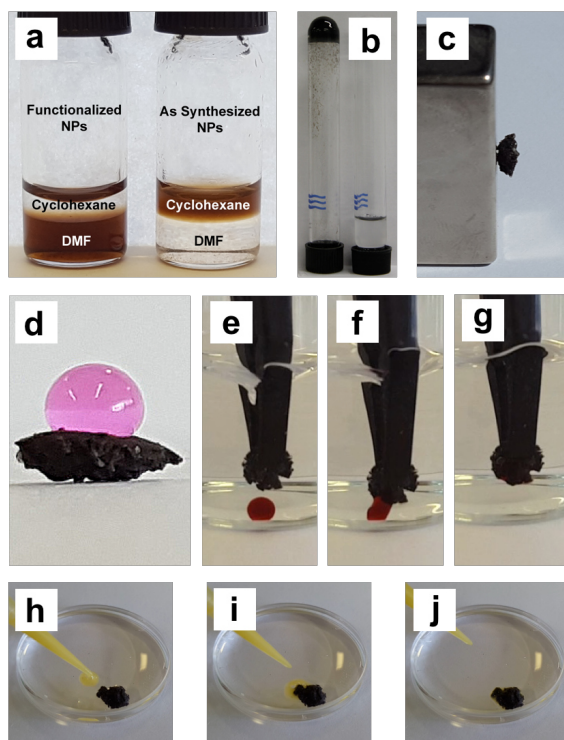 a
Functionalized
NPs
As Synthesized
NPs
Cyclohexane
Cyclohexane
DMF
DMF
b
c
d
e
f
g
h
i
j